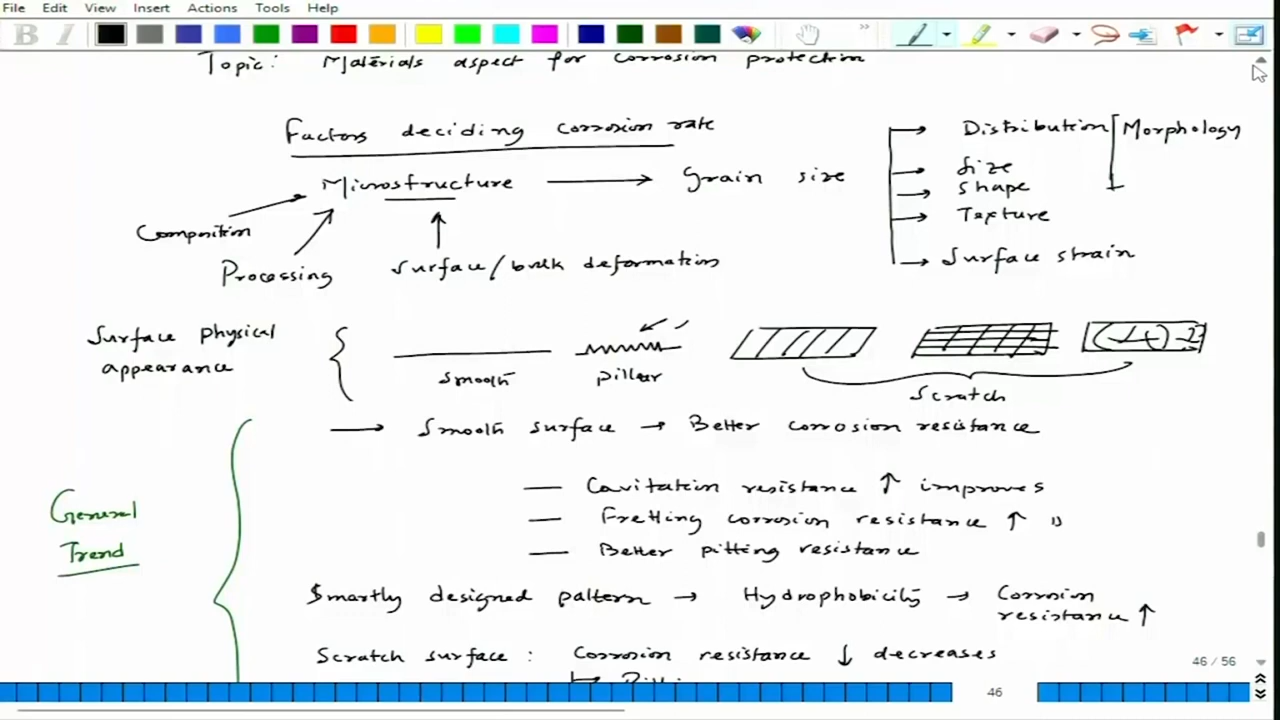 File Edit View Insert Actions Tools Help
B I
Topic: Materials aspect for corrosion protection
Factors deciding corrosion rate
Microstructure → Grain size
Distribution Morphology
Size
Shape
Texture
Surface strain
Composition
Processing
Surface/bulk deformation
Surface physical appearance
Smooth
pillar
Scratch
→ Smooth surface → Better corrosion resistance
— Cavitation resistance ↑ improves
— Fretting corrosion resistance ↑ "
— Better pitting resistance
General
Trend
Smartly designed pattern → Hydrophobicity → Corrosion
resistance ↑
Scratch surface : Corrosion resistance ↓ decreases
46 / 56
46